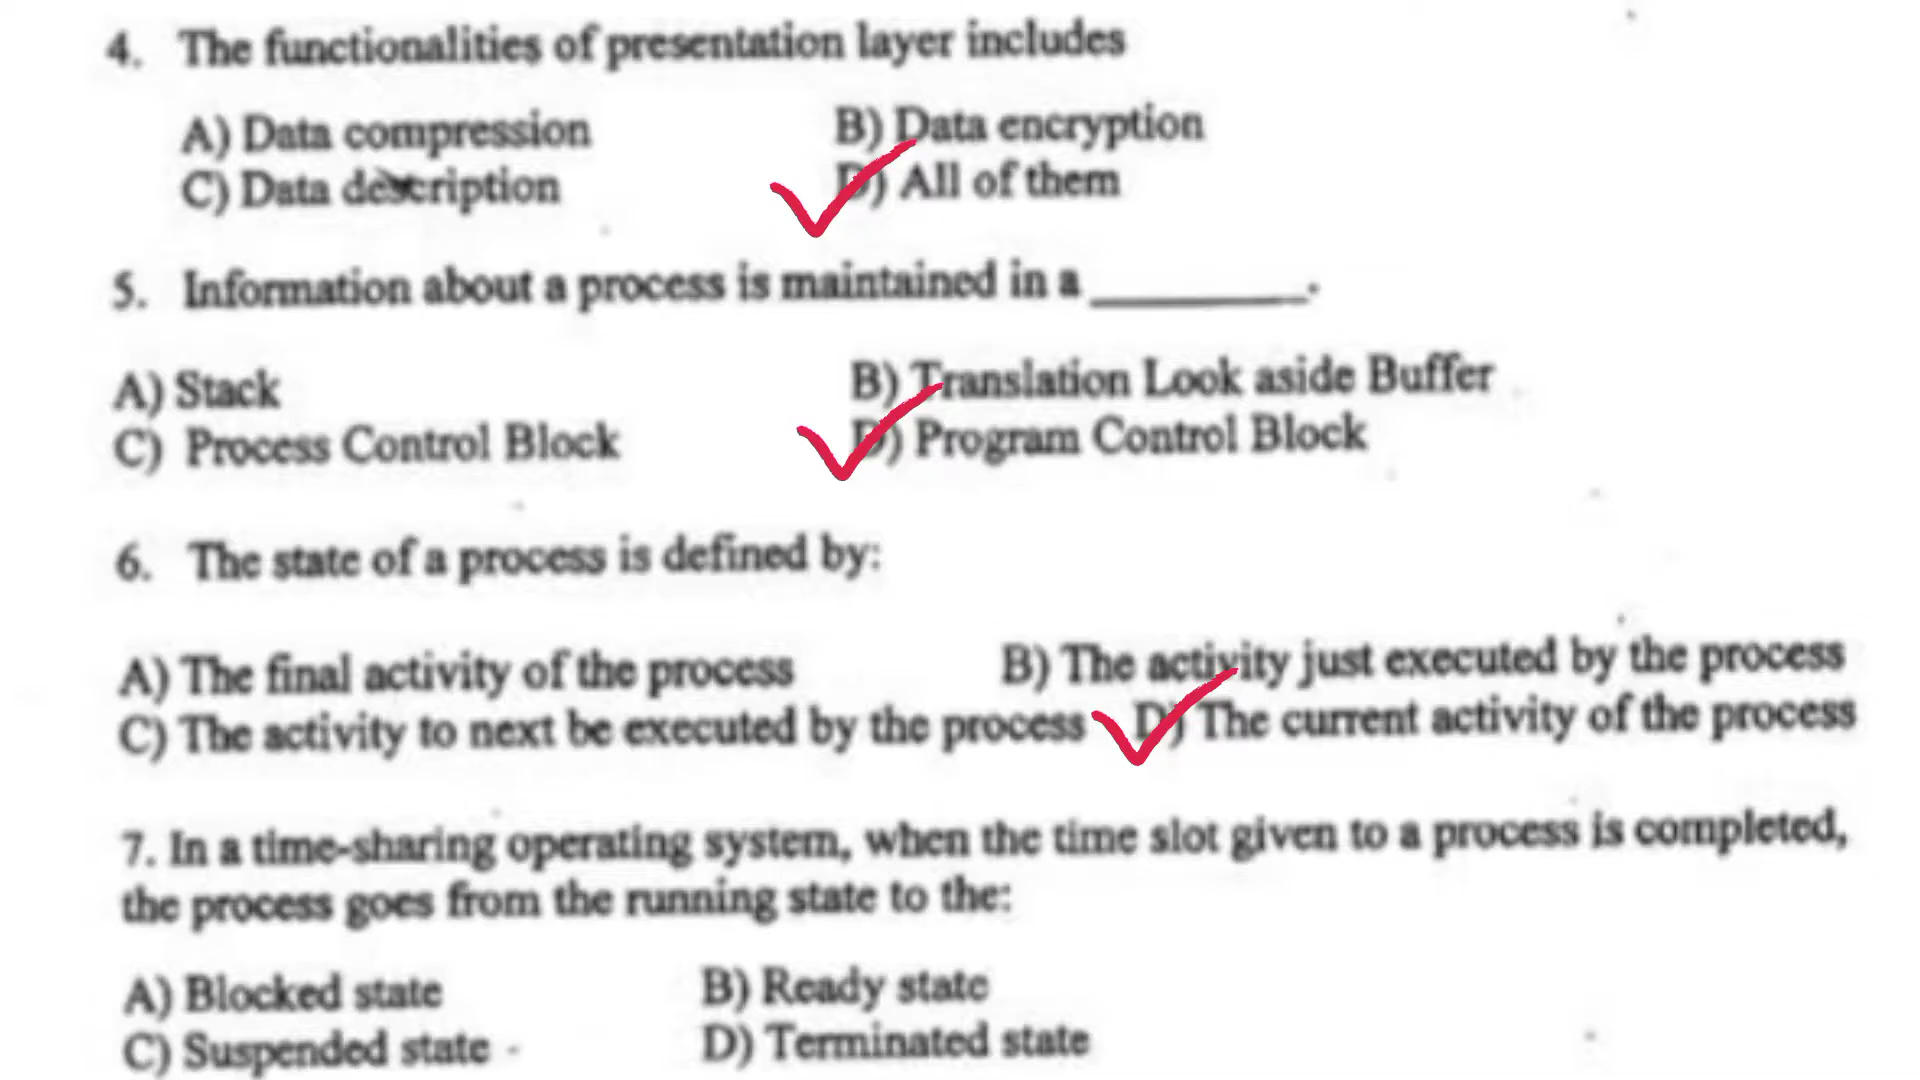 4. The functionalities of presentation layer includes
A) Data compression B) Data encryption
C) Data description D) All of them
5. Information about a process is maintained in a ________.
A) Stack B) Translation Look aside Buffer
C) Process Control Block D) Program Control Block
6. The state of a process is defined by:
A) The final activity of the process B) The activity just executed by the process
C) The activity to next be executed by the process D) The current activity of the process
7. In a time-sharing operating system, when the time slot given to a process is completed,
the process goes from the running state to the:
A) Blocked state B) Ready state
C) Suspended state D) Terminated state